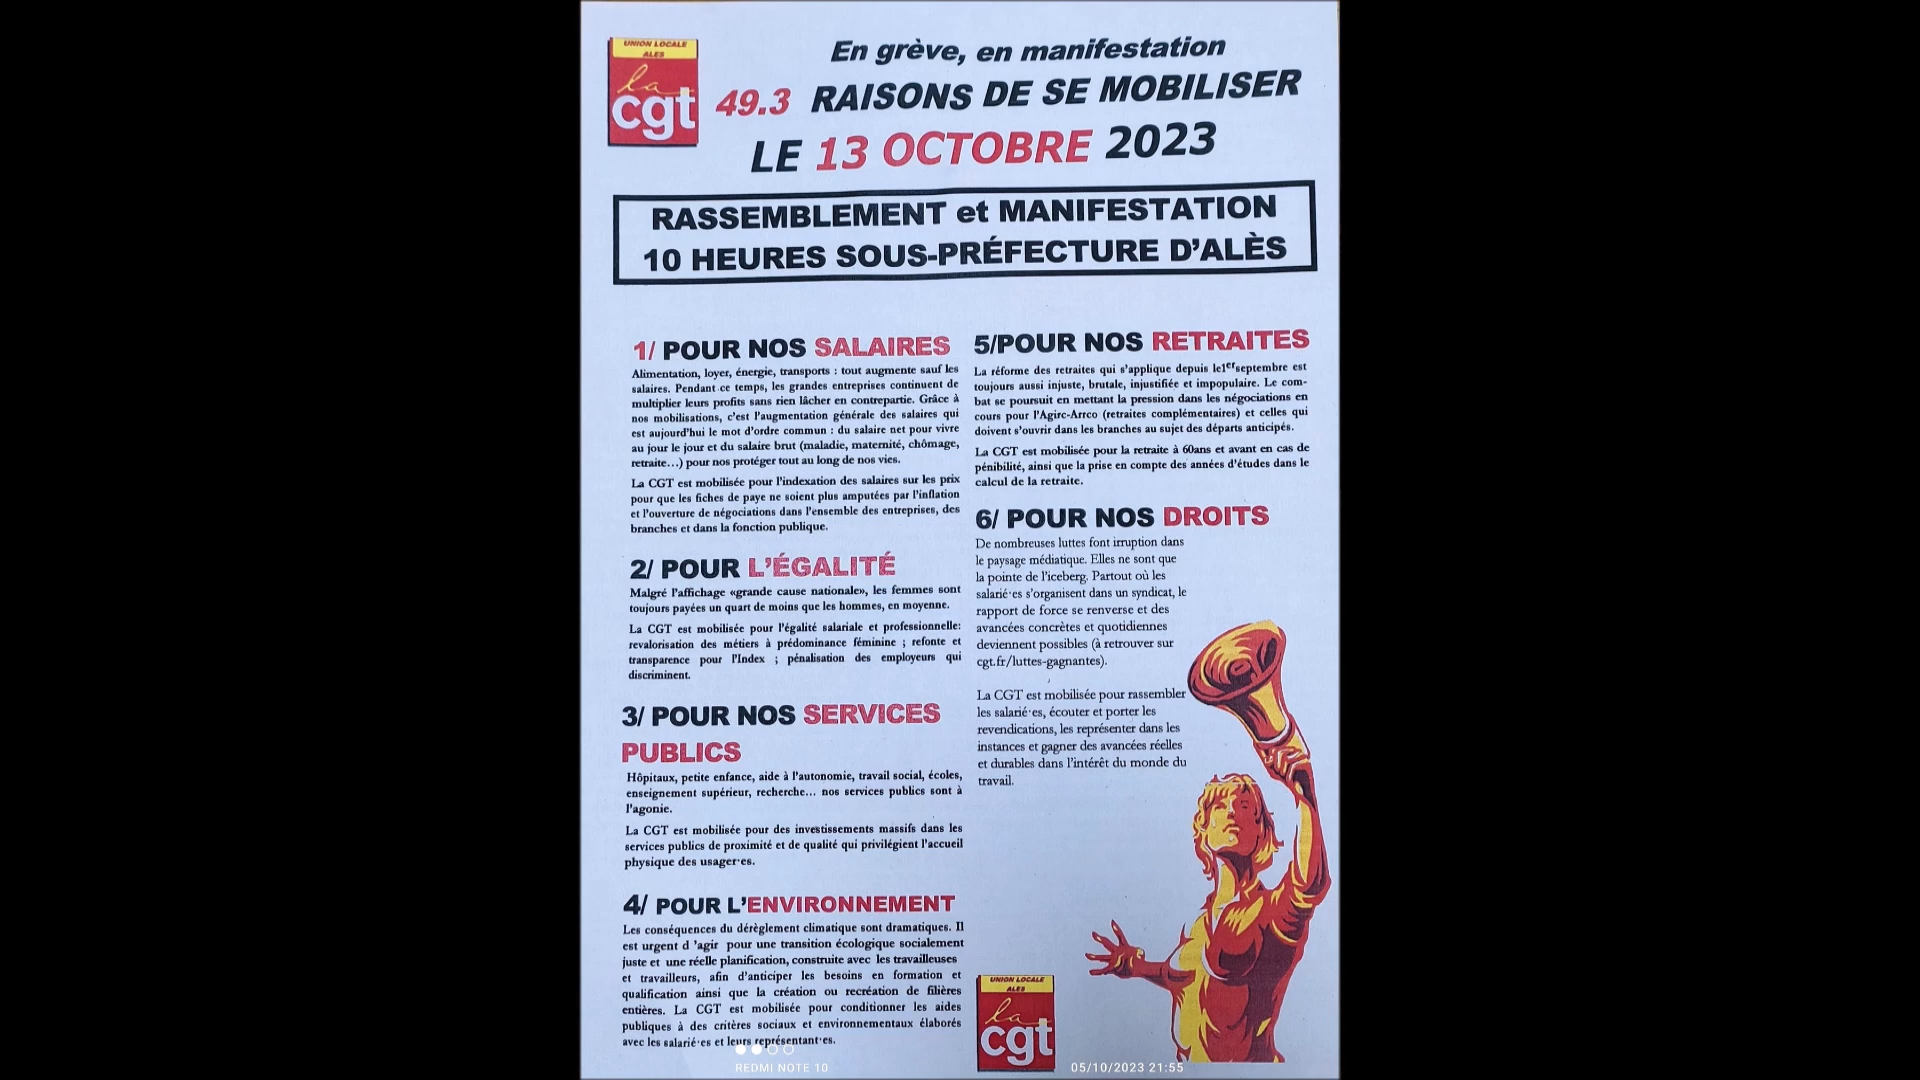 UNION LOCALE
ALES
la
cgt
En grève, en manifestation
49.3 RAISONS DE SE MOBILISER
LE 13 OCTOBRE 2023
RASSEMBLEMENT et MANIFESTATION
10 HEURES SOUS-PRÉFECTURE D'ALÈS
1/ POUR NOS SALAIRES
Alimentation, loyer, énergie, transports : tout augmente sauf les
salaires. Pendant ce temps, les grandes entreprises continuent de
multiplier leurs profits sans rien lâcher en contrepartie. Grâce à
nos mobilisations, c'est l'augmentation générale des salaires qui
est aujourd'hui le mot d'ordre commun : du salaire net pour vivre
au jour le jour et du salaire brut (maladie, maternité, chômage,
retraite...) pour nos protéger tout au long de nos vies.
La CGT est mobilisée pour l'indexation des salaires sur les prix
pour que les fiches de paye ne soient plus amputées par l'inflation
et l'ouverture de négociations dans l'ensemble des entreprises, des
branches et dans la fonction publique.
2/ POUR L'ÉGALITÉ
Malgré l'affichage «grande cause nationale», les femmes sont
toujours payées un quart de moins que les hommes, en moyenne.
La CGT est mobilisée pour l'égalité salariale et professionnelle:
revalorisation des métiers à prédominance féminine ; refonte et
transparence pour l'Index ; pénalisation des employeurs qui
discriminent.
3/ POUR NOS SERVICES
PUBLICS
Hôpitaux, petite enfance, aide à l'autonomie, travail social, écoles,
enseignement supérieur, recherche... nos services publics sont à
l'agonie.
La CGT est mobilisée pour des investissements massifs dans les
services publics de proximité et de qualité qui privilégient l'accueil
physique des usager·es.
4/ POUR L'ENVIRONNEMENT
Les conséquences du dérèglement climatique sont dramatiques. Il
est urgent d 'agir pour une transition écologique socialement
juste et une réelle planification, construite avec les travailleuses
et travailleurs, afin d'anticiper les besoins en formation et
qualification ainsi que la création ou recréation de filières
entières. La CGT est mobilisée pour conditionner les aides
publiques à des critères sociaux et environnementaux élaborés
avec les salarié·es et leurs représentant·es.
5/POUR NOS RETRAITES
La réforme des retraites qui s'applique depuis le1er septembre est
toujours aussi injuste, brutale, injustifiée et impopulaire. Le com-
bat se poursuit en mettant la pression dans les négociations en
cours pour l'Agirc-Arrco (retraites complémentaires) et celles qui
doivent s'ouvrir dans les branches au sujet des départs anticipés.
La CGT est mobilisée pour la retraite à 60ans et avant en cas de
pénibilité, ainsi que la prise en compte des années d'études dans le
calcul de la retraite.
6/ POUR NOS DROITS
De nombreuses luttes font irruption dans
le paysage médiatique. Elles ne sont que
la pointe de l'iceberg. Partout où les
salarié·es s'organisent dans un syndicat, le
rapport de force se renverse et des
avancées concrètes et quotidiennes
deviennent possibles (à retrouver sur
cgt.fr/luttes-gagnantes).
La CGT est mobilisée pour rassembler
les salarié·es, écouter et porter les
revendications, les représenter dans les
instances et gagner des avancées réelles
et durables dans l'intérêt du monde du
travail.
UNION LOCALE
ALES
la
cgt
REDMI NOTE 10
05/10/2023 21:55